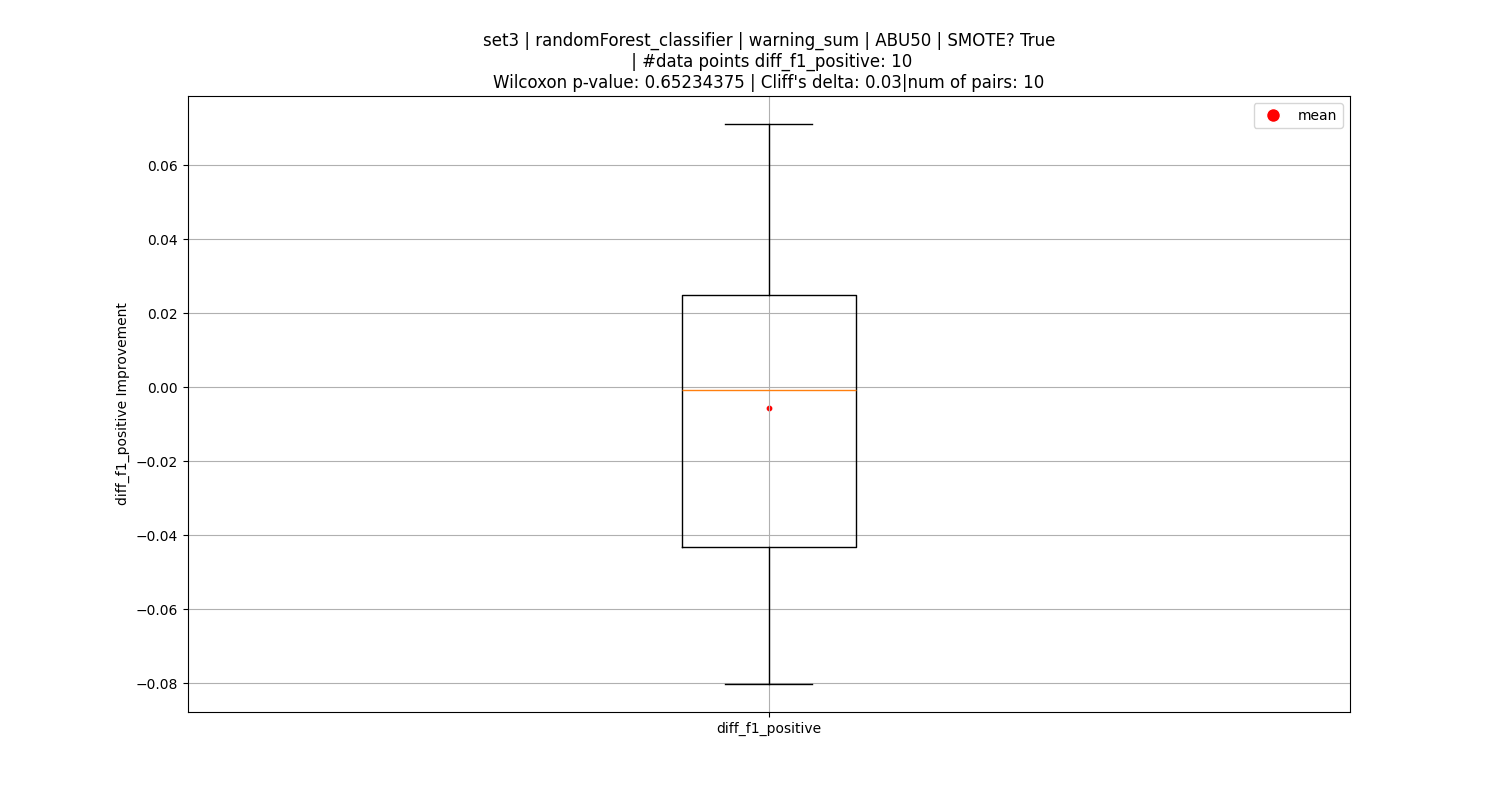 set3 | randomForest_classifier | warning_sum | ABU50 | SMOTE? True
| #data points diff_f1_positive: 10
Wilcoxon p-value: 0.65234375 | Cliff's delta: 0.03|num of pairs: 10
mean
0.06
0.04
0.02
0.00
−0.02
−0.04
−0.06
−0.08
diff_f1_positive Improvement
diff_f1_positive